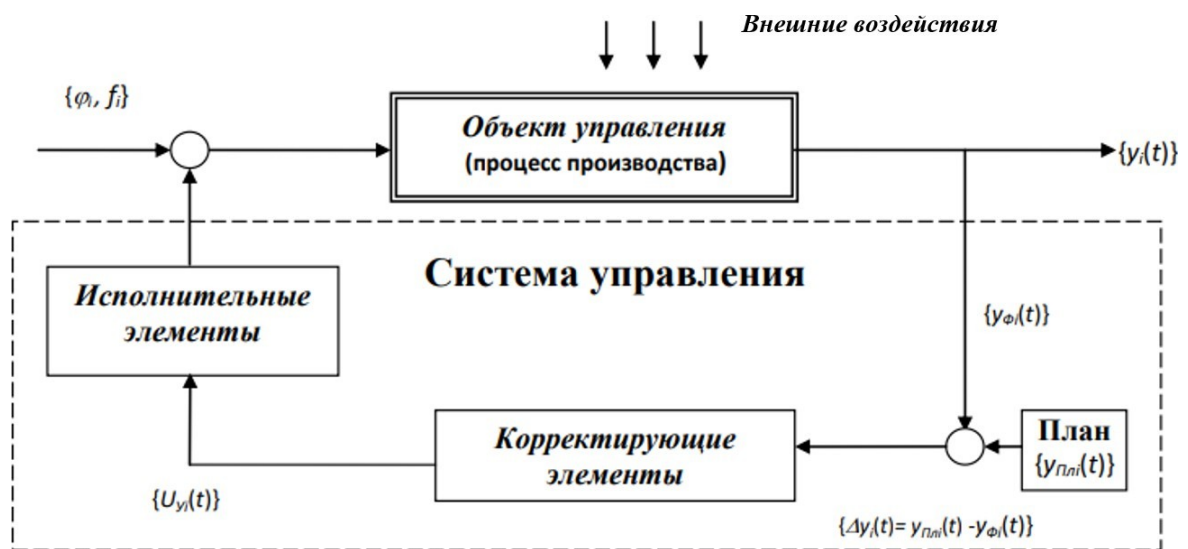 Внешние воздействия
{φi, fi}
Объект управления
(процесс производства)
{yi(t)}
Система управления
Исполнительные
элементы
{yФi(t)}
Корректирующие
элементы
План
{yПлi(t)}
{Uyi(t)}
{Δyi(t)= yПлi(t) -yФi(t)}